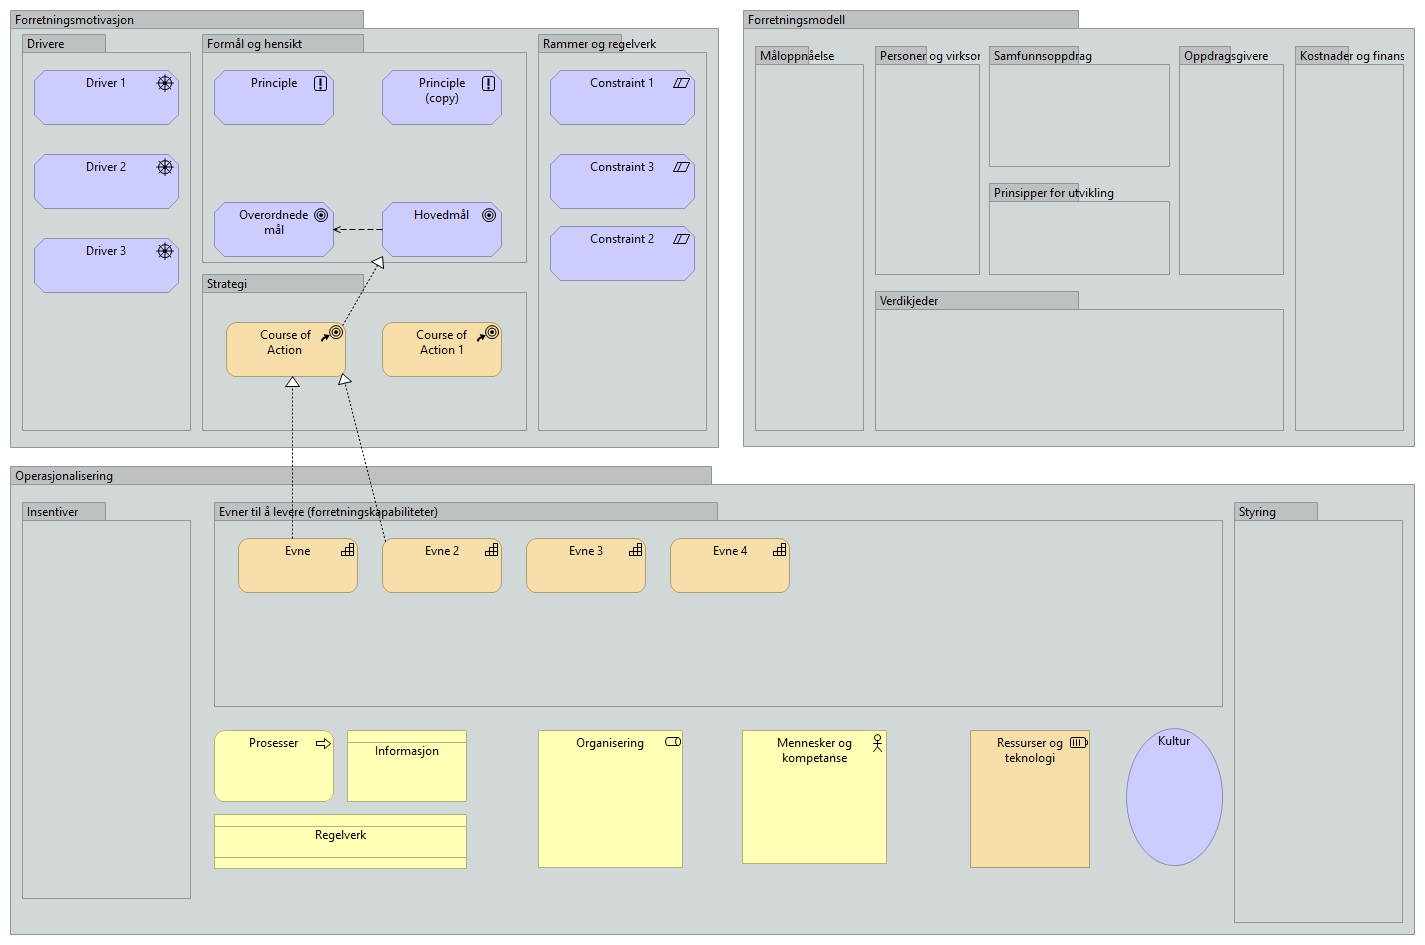 Forretningsmotivasjon
Drivere
Driver 1
Driver 2
Driver 3
Formål og hensikt
Principle
Principle
(copy)
Overordnede
mål
Hovedmål
Strategi
Course of
Action
Course of
Action 1
Rammer og regelverk
Constraint 1
Constraint 3
Constraint 2
Forretningsmodell
Måloppnåelse
Personer og virksor
Samfunnsoppdrag
Prinsipper for utvikling
Oppdragsgivere
Kostnader og finans
Verdikjeder
Operasjonalisering
Insentiver
Evner til å levere (forretningskapabiliteter)
Evne
Evne 2
Evne 3
Evne 4
Styring
Prosesser
Informasjon
Regelverk
Organisering
Mennesker og
kompetanse
Ressurser og
teknologi
Kultur